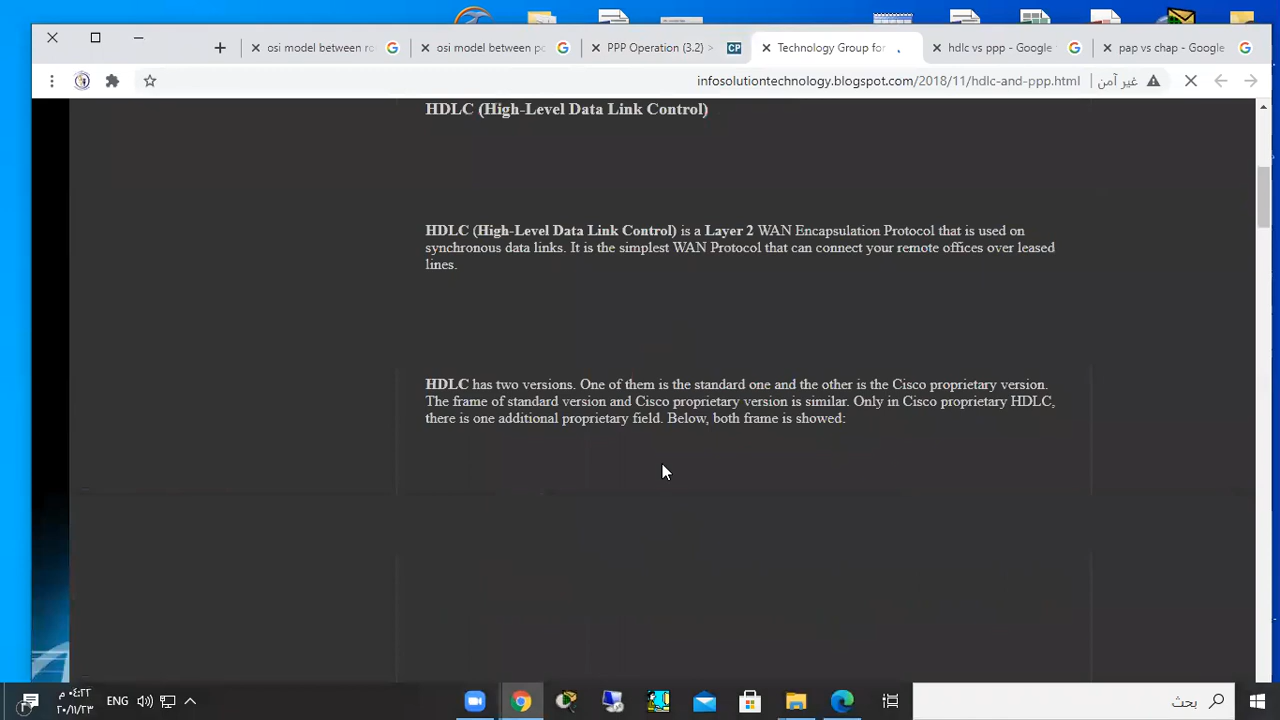 osi model between ro
osi model between po
PPP Operation (3.2) >
CP
Technology Group for
hdlc vs ppp - Google
pap vs chap - Google
infosolutiontechnology.blogspot.com/2018/11/hdlc-and-ppp.html
غير آمن
HDLC (High-Level Data Link Control)
HDLC (High-Level Data Link Control) is a Layer 2 WAN Encapsulation Protocol that is used on
synchronous data links. It is the simplest WAN Protocol that can connect your remote offices over leased
lines.
HDLC has two versions. One of them is the standard one and the other is the Cisco proprietary version.
The frame of standard version and Cisco proprietary version is similar. Only in Cisco proprietary HDLC,
there is one additional proprietary field. Below, both frame is showed:
ENG
بحث